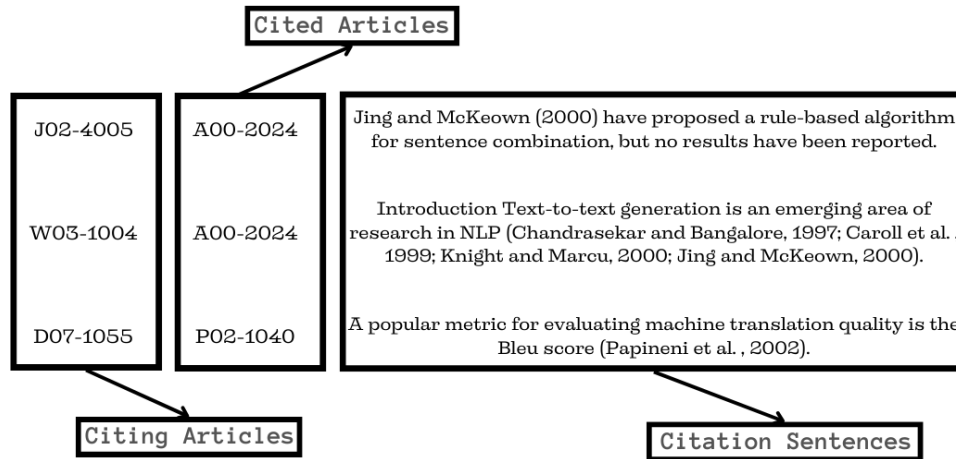 Cited Articles
J02-4005
A00-2024
Jing and McKeown (2000) have proposed a rule-based algorithm
for sentence combination, but no results have been reported.
W03-1004
A00-2024
Introduction Text-to-text generation is an emerging area of
research in NLP (Chandrasekar and Bangalore, 1997; Caroll et al. ,
1999; Knight and Marcu, 2000; Jing and McKeown, 2000).
D07-1055
P02-1040
A popular metric for evaluating machine translation quality is the
Bleu score (Papineni et al. , 2002).
Citing Articles
Citation Sentences